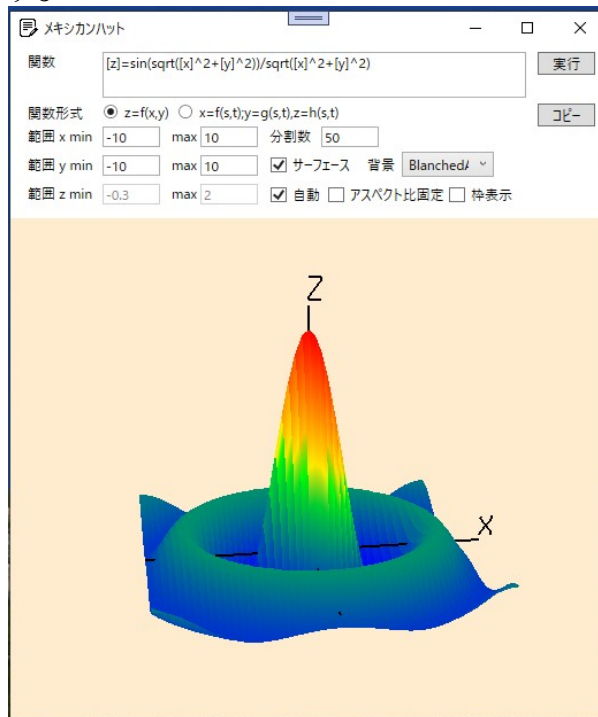 メキシカンハット
関数 [z]=sin(sqrt([x]^2+[y]^2))/sqrt([x]^2+[y]^2) 実行
関数形式 z=f(x,y) x=f(s,t);y=g(s,t),z=h(s,t) コピー
範囲 x min -10 max 10 分割数 50
範囲 y min -10 max 10 サーフェース 背景 BlanchedA
範囲 z min -0.3 max 2 自動 アスペクト比固定 枠表示
Z
X